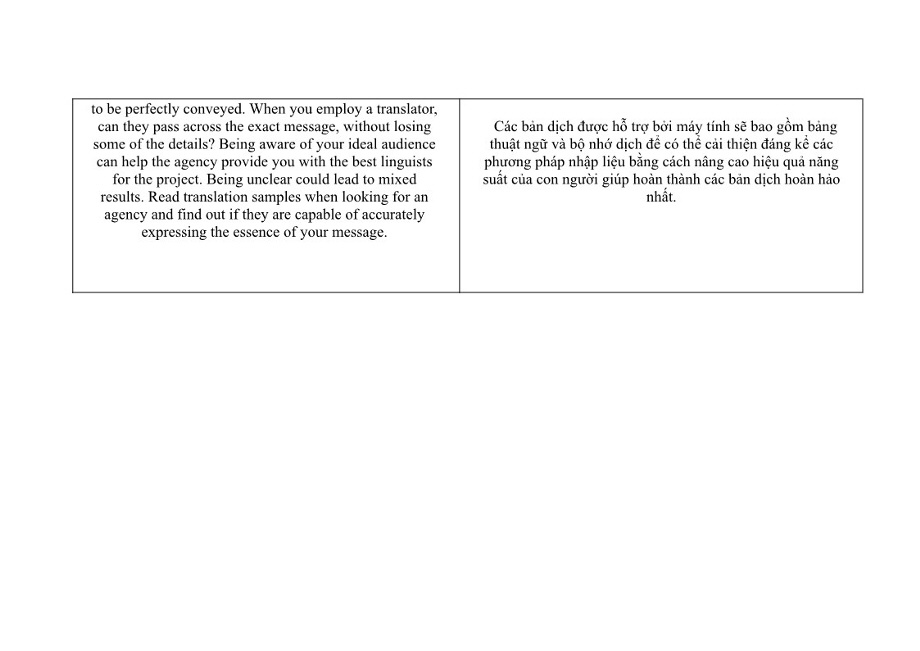 to be perfectly conveyed. When you employ a translator,
can they pass across the exact message, without losing
some of the details? Being aware of your ideal audience
can help the agency provide you with the best linguists
for the project. Being unclear could lead to mixed
results. Read translation samples when looking for an
agency and find out if they are capable of accurately
expressing the essence of your message.
Các bản dịch được hỗ trợ bởi máy tính sẽ bao gồm bảng
thuật ngữ và bộ nhớ dịch để có thể cải thiện đáng kể các
phương pháp nhập liệu bằng cách nâng cao hiệu quả năng
suất của con người giúp hoàn thành các bản dịch hoàn hảo
nhất.